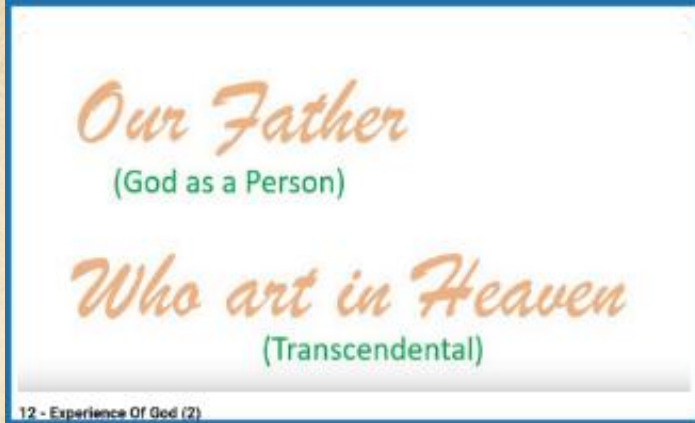 Our Father
(God as a Person)
Who art in Heaven
(Transcendental)
12 - Experience Of God (2)